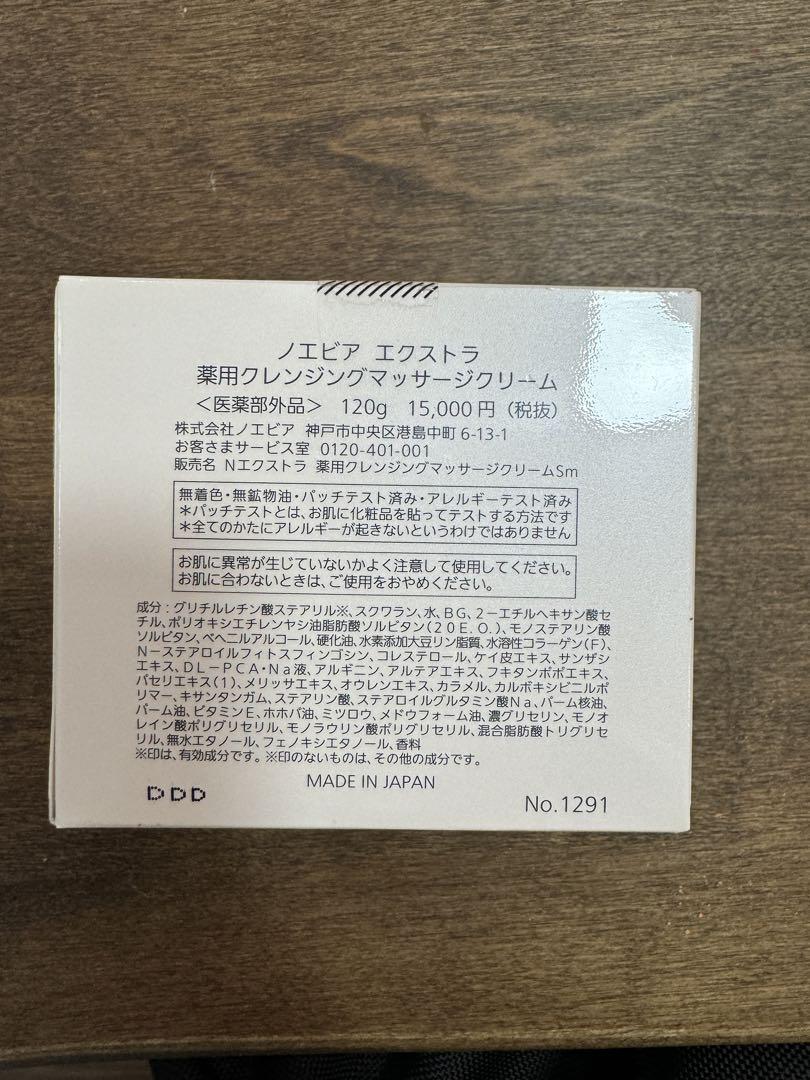 ノエビア エクストラ
薬用クレンジングマッサージクリーム
＜医薬部外品＞ 120g 15,000円（税抜）
株式会社ノエビア 神戸市中央区港島中町6-13-1
お客さまサービス室 0120-401-001
販売名 Nエクストラ 薬用クレンジングマッサージクリームSm
無着色・無鉱物油・パッチテスト済み・アレルギーテスト済み
＊パッチテストとは、お肌に化粧品を貼ってテストする方法です
＊全てのかたにアレルギーが起きないというわけではありません
お肌に異常が生じていないかよく注意して使用してください。
お肌に合わないときは、ご使用をおやめください。
成分：グリチルレチン酸ステアリル※、スクワラン、水、BG、2－エチルヘキサン酸セ
チル、ポリオキシエチレンヤシ油脂肪酸ソルビタン（20E.O.）、モノステアリン酸
ソルビタン、ベヘニルアルコール、硬化油、水素添加大豆リン脂質、水溶性コラーゲン（F）、
N－ステアロイルフィトスフィンゴシン、コレステロール、ケイ皮エキス、サンザシ
エキス、DL－PCA・Na液、アルギニン、アルテアエキス、フキタンポポエキス、
パセリエキス（1）、メリッサエキス、オウレンエキス、カラメル、カルボキシビニルポ
リマー、キサンタンガム、ステアリン酸、ステアロイルグルタミン酸Na、パーム核油、
パーム油、ビタミンE、ホホバ油、ミツロウ、メドウフォーム油、濃グリセリン、モノオ
レイン酸ポリグリセリル、モノラウリン酸ポリグリセリル、混合脂肪酸トリグリセ
リル、無水エタノール、フェノキシエタノール、香料
※印は、有効成分です。※印のないものは、その他の成分です。
MADE IN JAPAN
DDD
No.1291